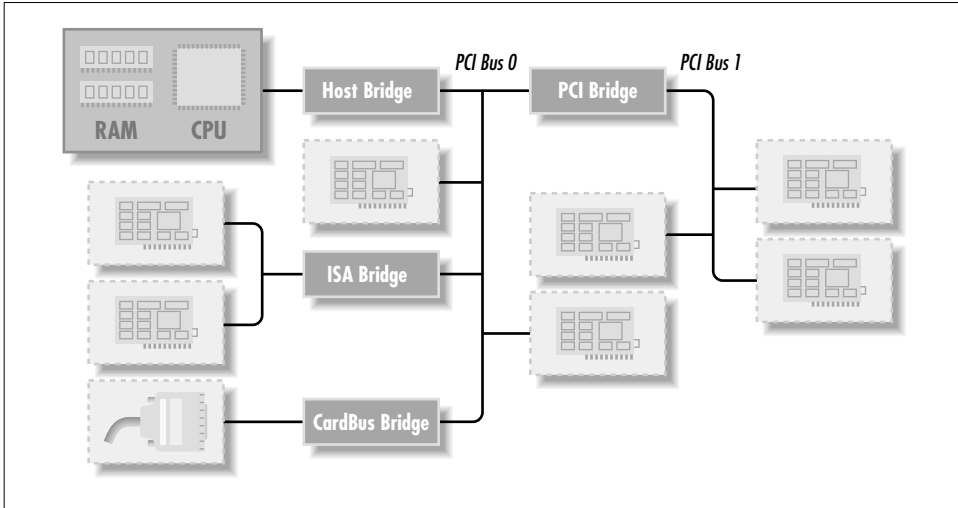 PCI Bus 0
PCI Bus 1
Host Bridge
PCI Bridge
RAM
CPU
ISA Bridge
CardBus Bridge